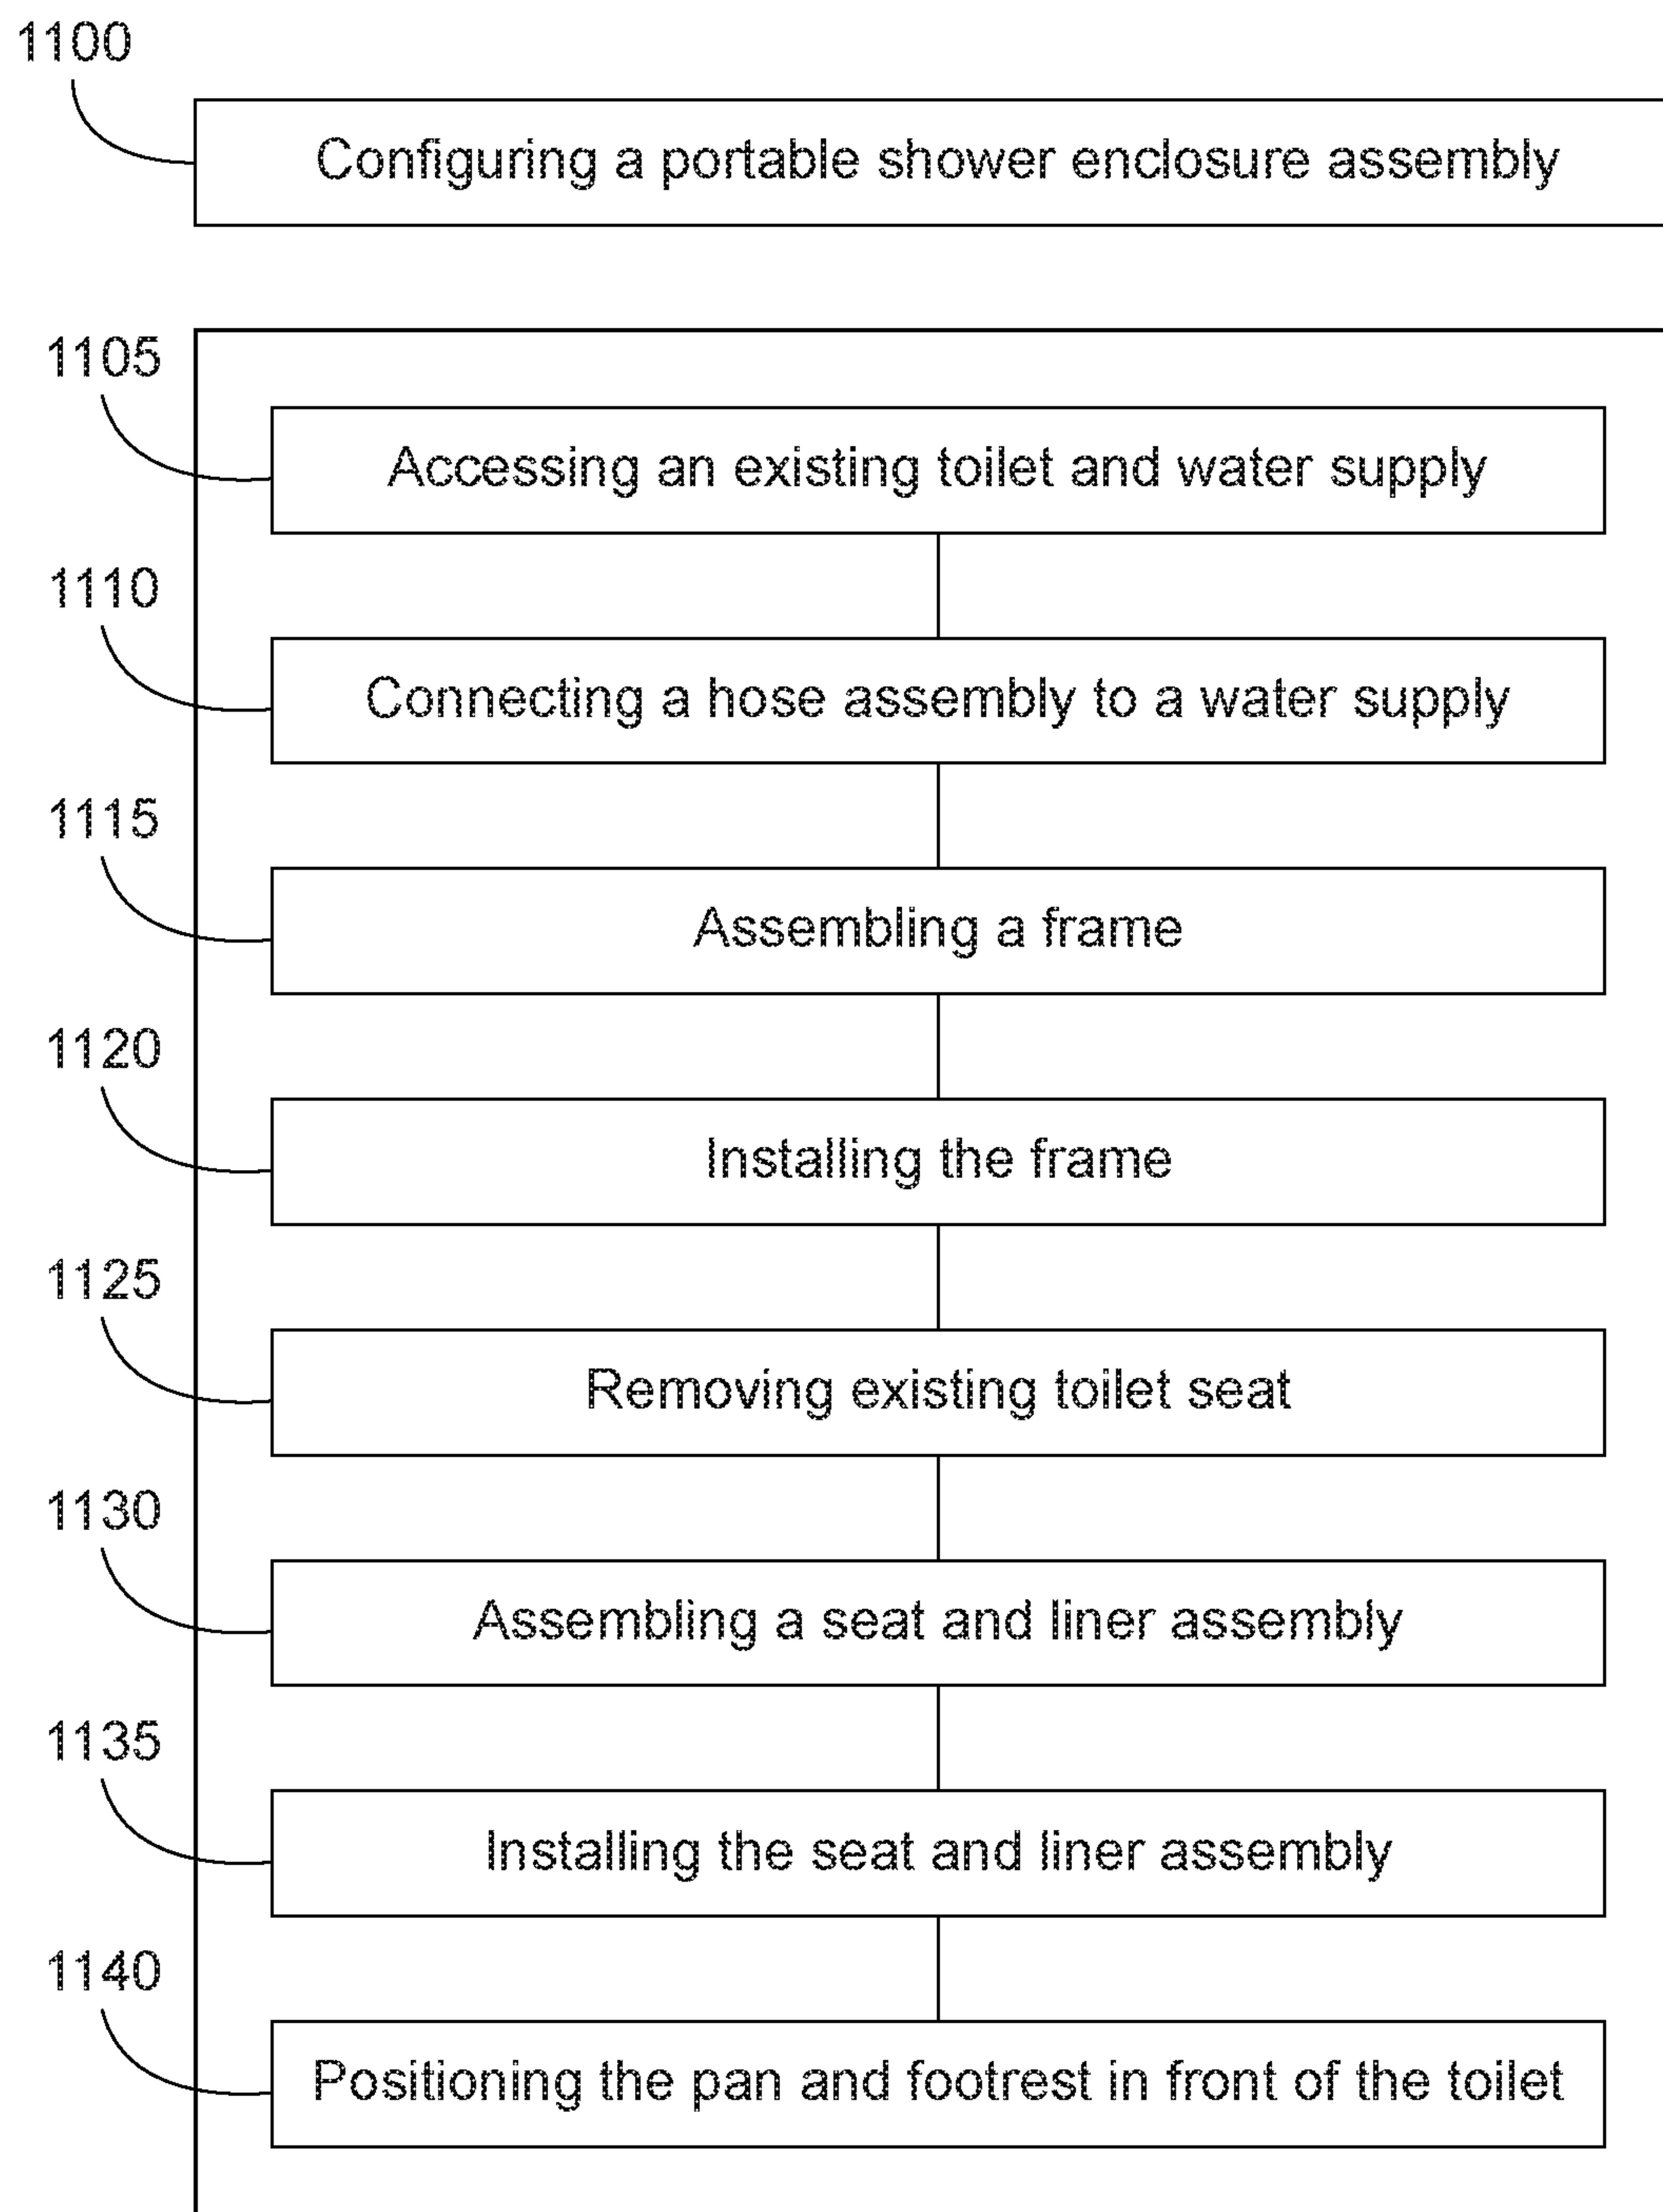 1100
Configuring a portable shower enclosure assembly
1105
Accessing an existing toilet and water supply
1110
Connecting a hose assembly to a water supply
1115
Assembling a frame
1120
Installing the frame
1125
Removing existing toilet seat
1130
Assembling a seat and liner assembly
1135
Installing the seat and liner assembly
1140
Positioning the pan and footrest in front of the toilet